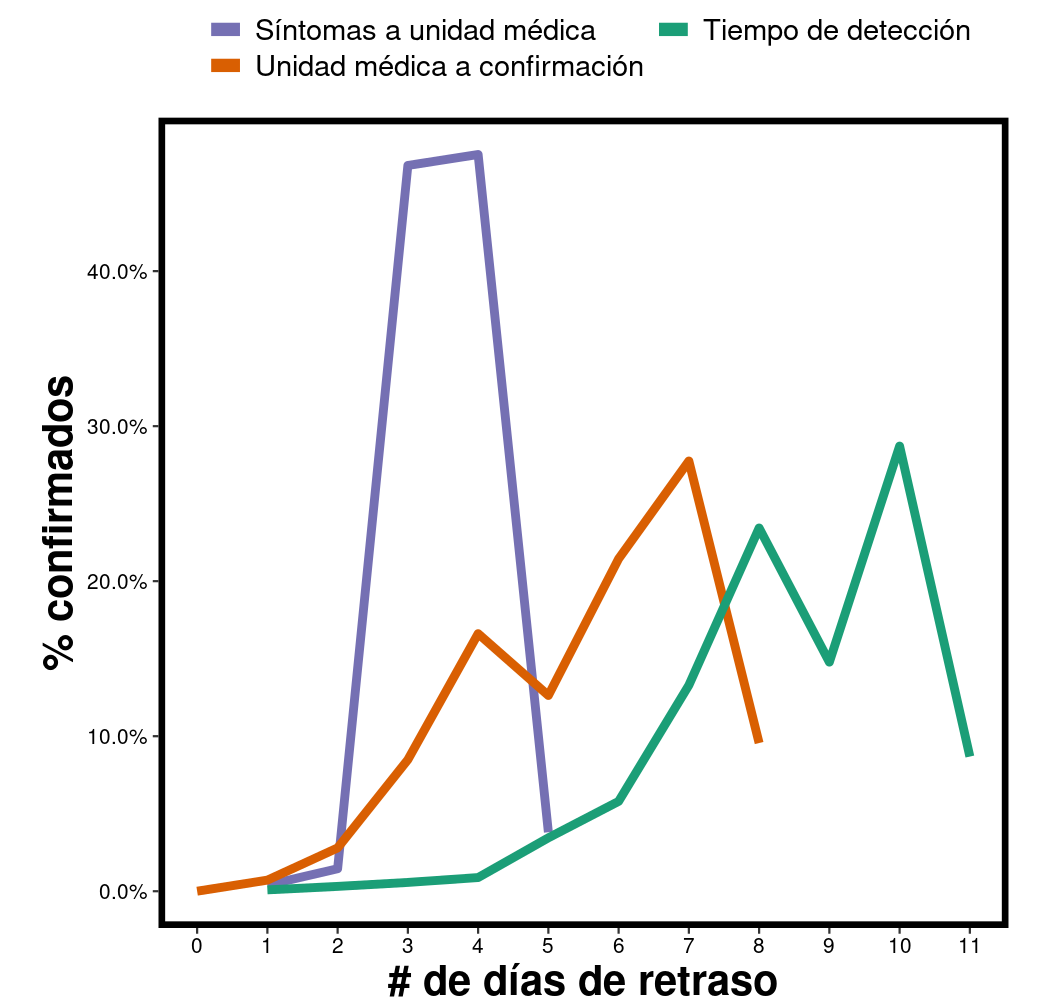 Síntomas a unidad médica
Tiempo de detección
Unidad médica a confirmación
% confirmados
40.0%
30.0%
20.0%
10.0%
0.0%
0 1 2 3 4 5 6 7 8 9 10 11
# de días de retraso